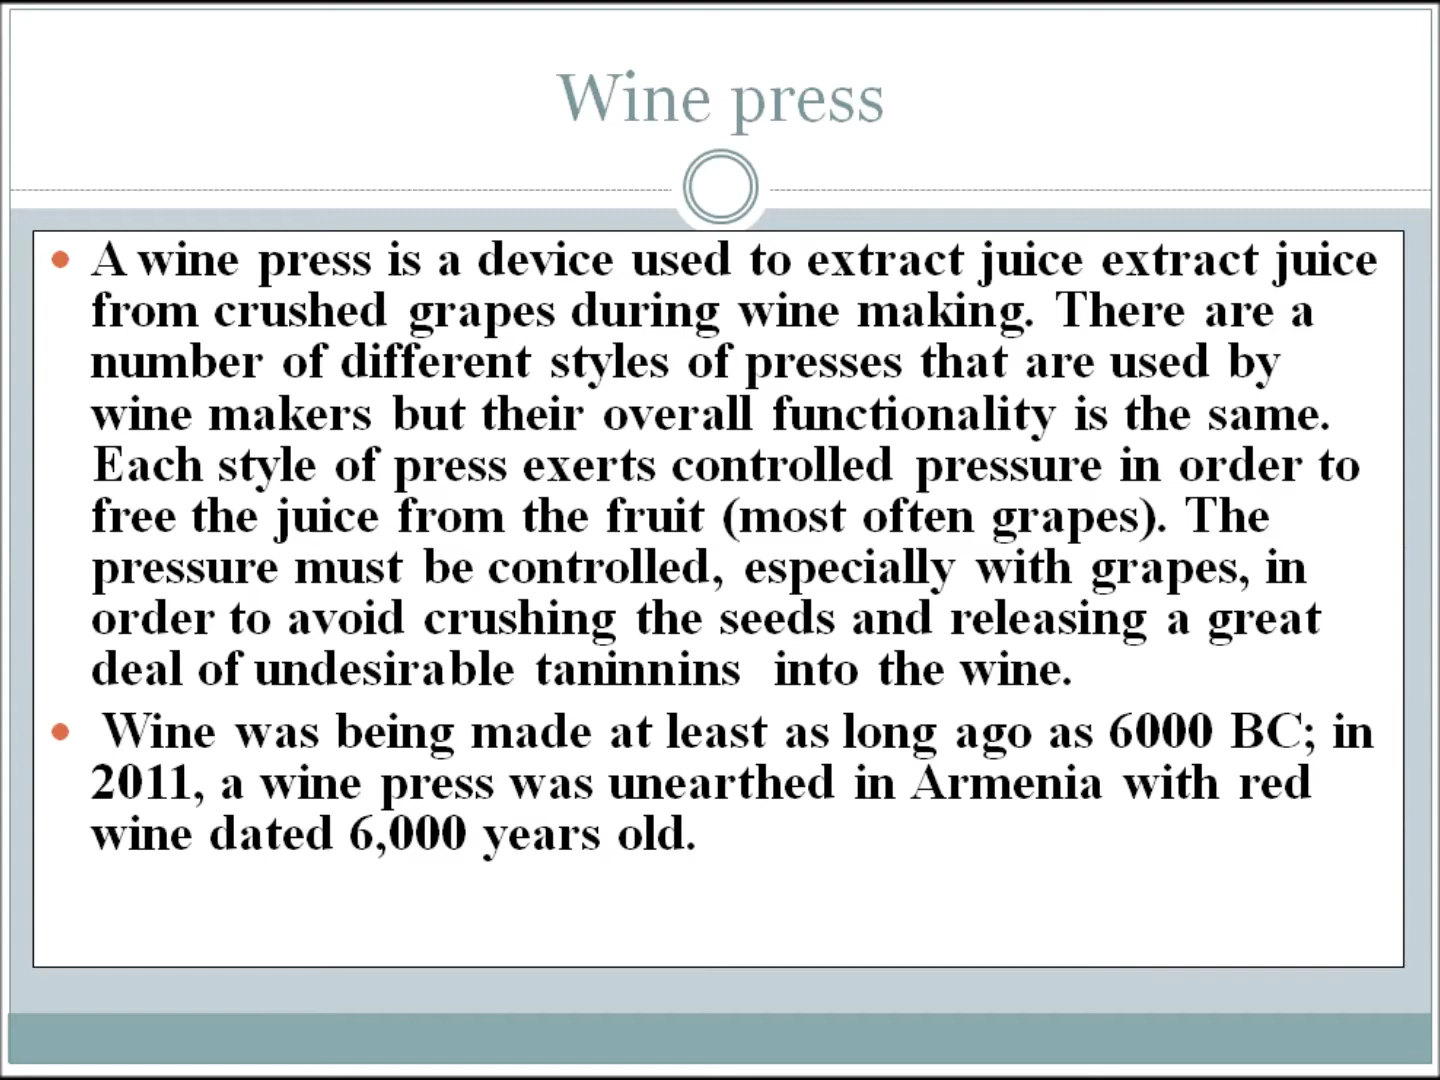 Wine press
• A wine press is a device used to extract juice extract juice
from crushed grapes during wine making. There are a
number of different styles of presses that are used by
wine makers but their overall functionality is the same.
Each style of press exerts controlled pressure in order to
free the juice from the fruit (most often grapes). The
pressure must be controlled, especially with grapes, in
order to avoid crushing the seeds and releasing a great
deal of undesirable taninnins into the wine.
• Wine was being made at least as long ago as 6000 BC; in
2011, a wine press was unearthed in Armenia with red
wine dated 6,000 years old.